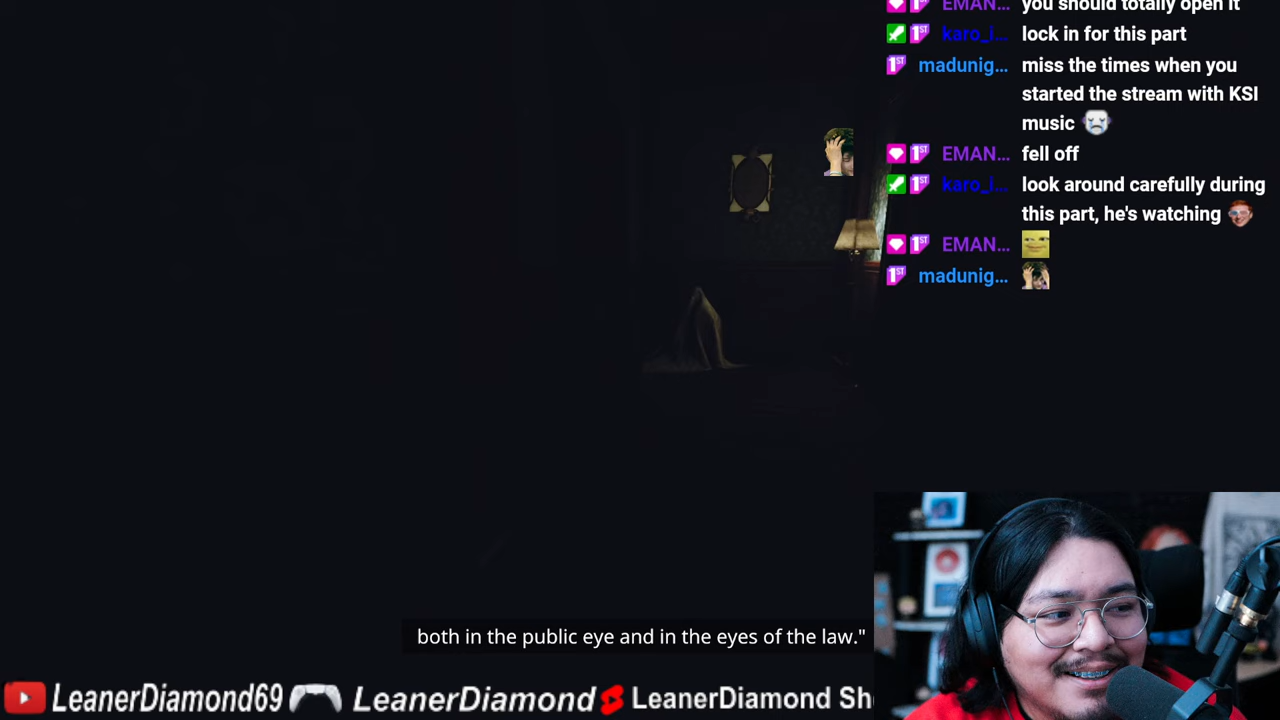 EMAN... you should totally open it
karo_i... lock in for this part
madunig... miss the times when you
started the stream with KSI
music
EMAN... fell off
karo_i... look around carefully during
this part, he's watching
EMAN...
madunig...
both in the public eye and in the eyes of the law."
LeanerDiamond69 LeanerDiamond LeanerDiamond Sh